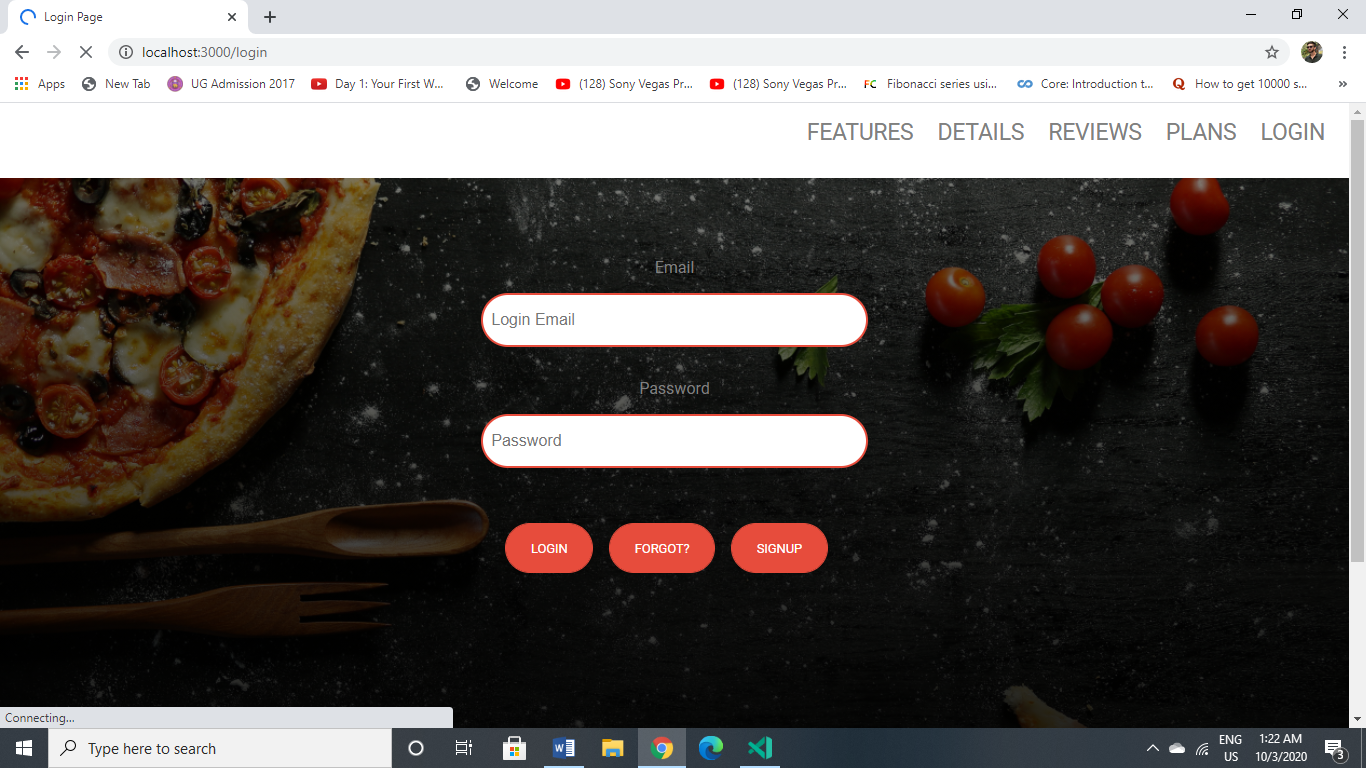 Login Page
localhost:3000/login
Apps New Tab UG Admission 2017 Day 1: Your First W... Welcome (128) Sony Vegas Pr... (128) Sony Vegas Pr... FC Fibonacci series usi... Core: Introduction t... Q How to get 10000 s... »
FEATURES DETAILS REVIEWS PLANS LOGIN
Email
Login Email
Password
Password
LOGIN FORGOT? SIGNUP
Connecting...
Type here to search
ENG
US
1:22 AM
10/3/2020
3